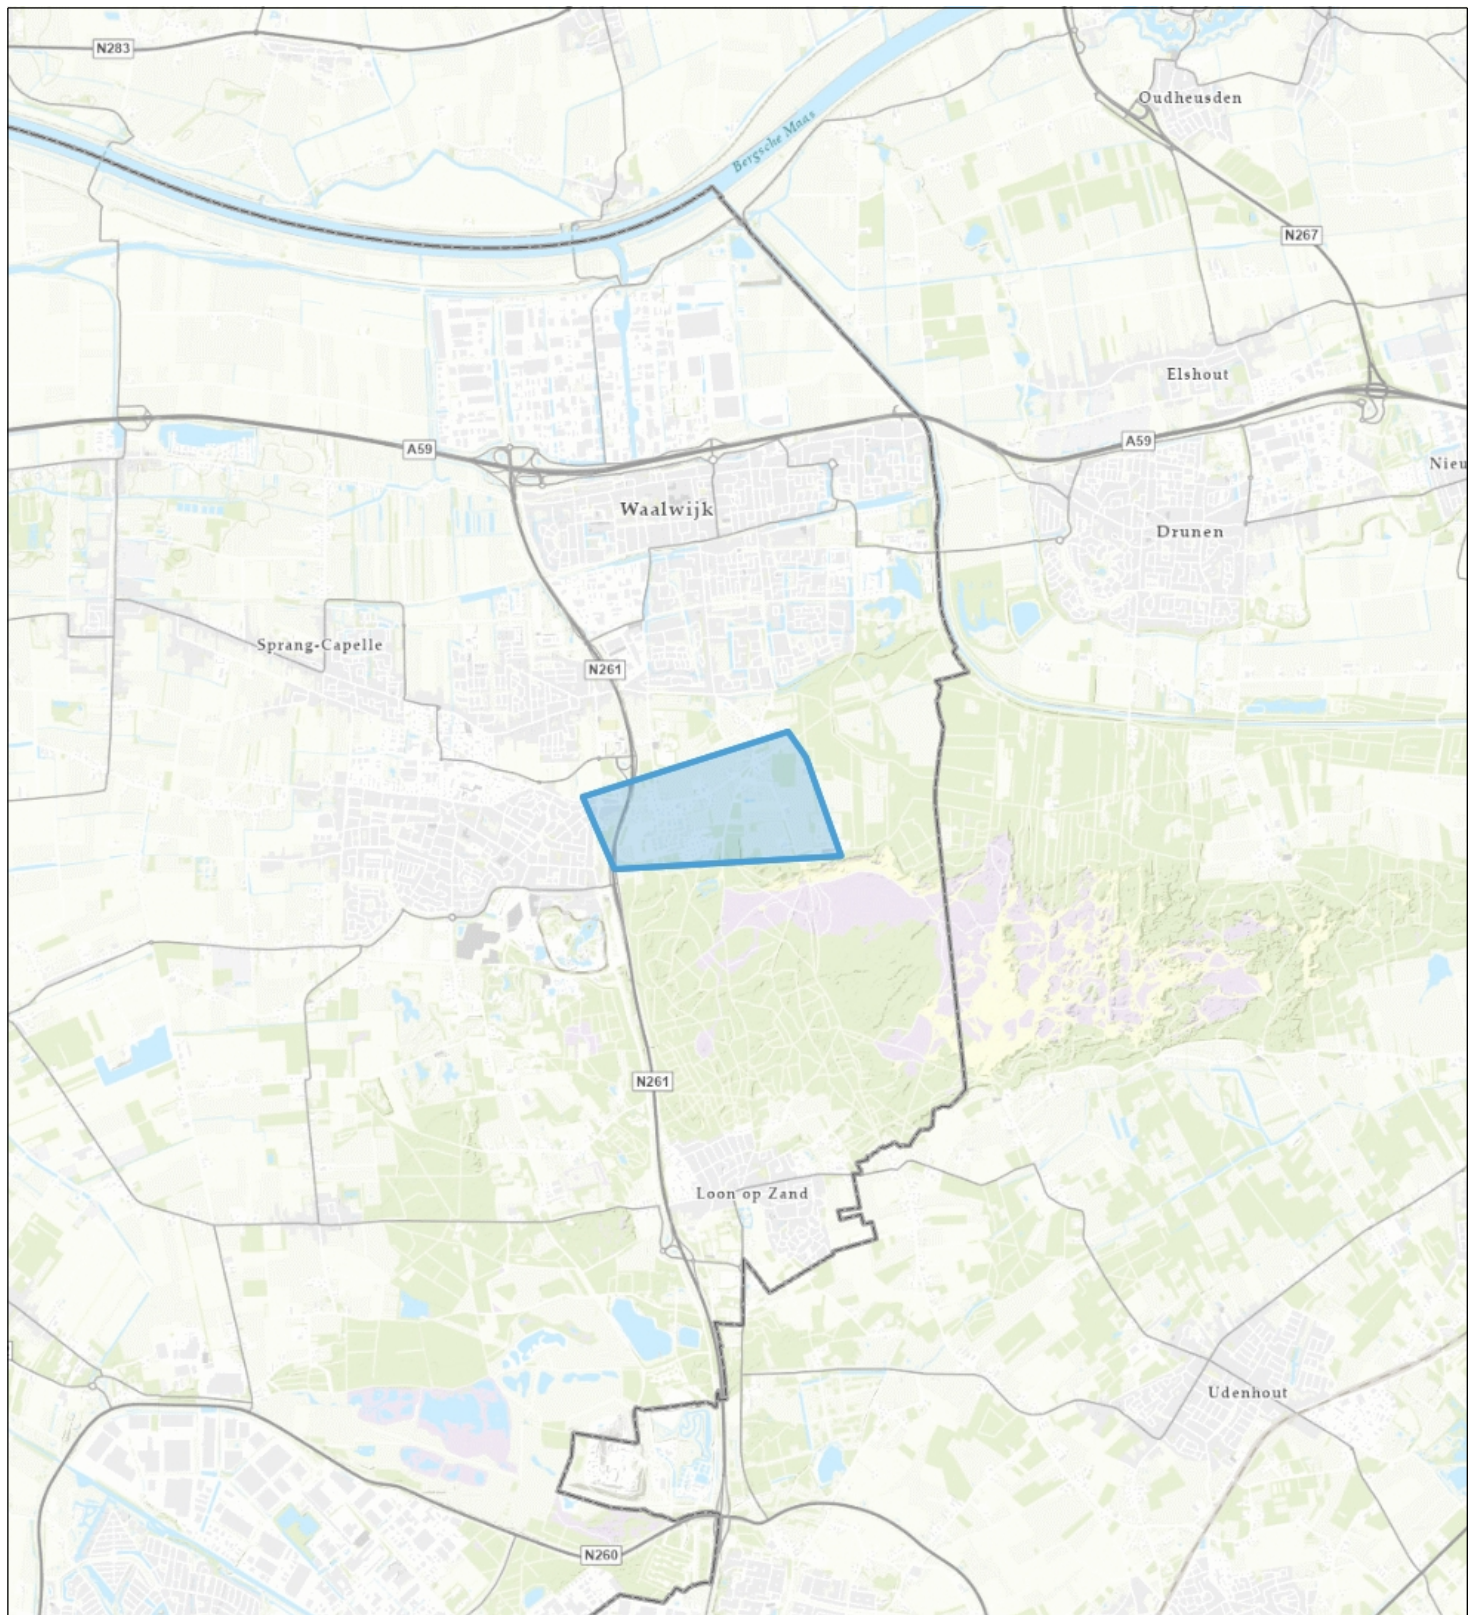 N283
Oudheusden
Bergsche Maas
N267
Elshout
A59
A59
Nieu
Waalwijk
Drunen
Sprang-Capelle
N261
N261
Loon op Zand
Udenhout
N260